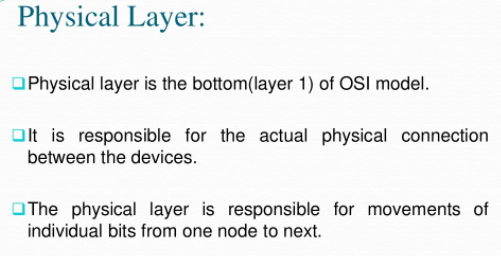 Physical Layer:
Physical layer is the bottom(layer 1) of OSI model.
It is responsible for the actual physical connection
between the devices.
The physical layer is responsible for movements of
individual bits from one node to next.